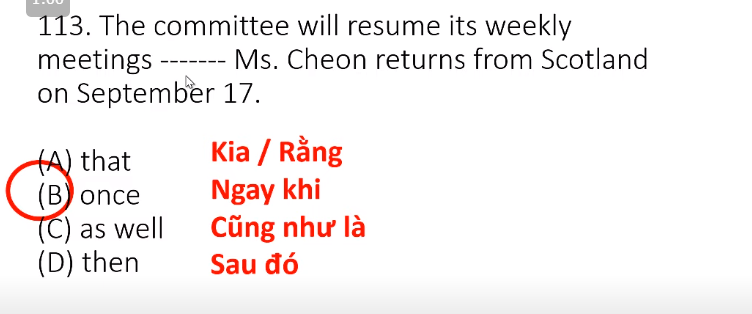 113. The committee will resume its weekly
meetings ------- Ms. Cheon returns from Scotland
on September 17.
(A) that Kia / Rằng
(B) once Ngay khi
(C) as well Cũng như là
(D) then Sau đó